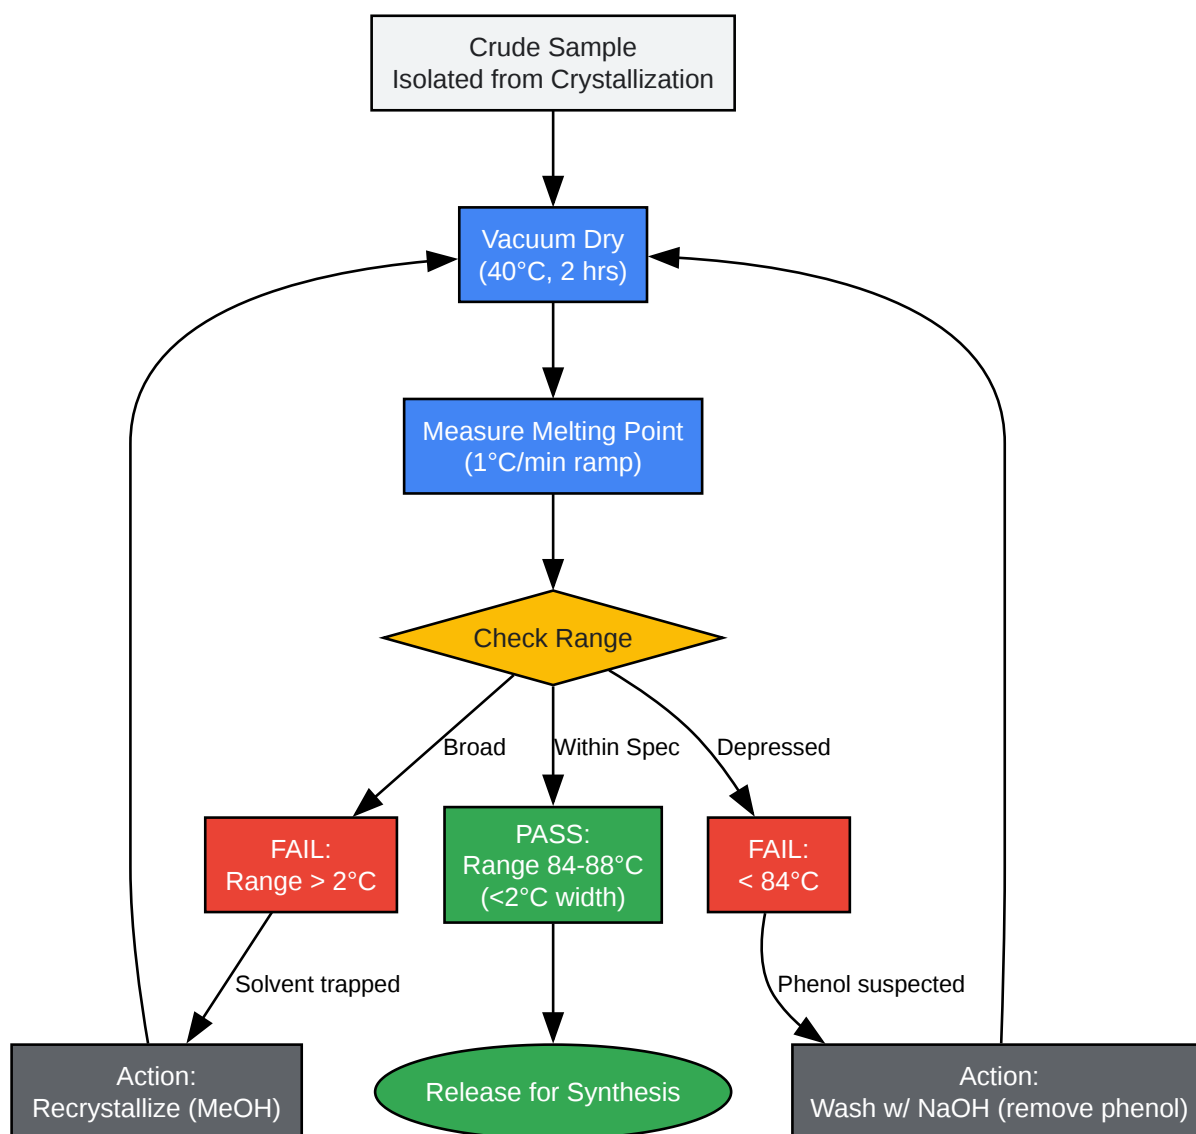 Crude Sample
Isolated from Crystallization
Vacuum Dry
(40°C, 2 hrs)
Measure Melting Point
(1°C/min ramp)
Check Range
Broad
Within Spec
Depressed
FAIL:
Range > 2°C
PASS:
Range 84-88°C
(<2°C width)
FAIL:
< 84°C
Solvent trapped
Phenol suspected
Action:
Recrystallize (MeOH)
Release for Synthesis
Action:
Wash w/ NaOH (remove phenol)